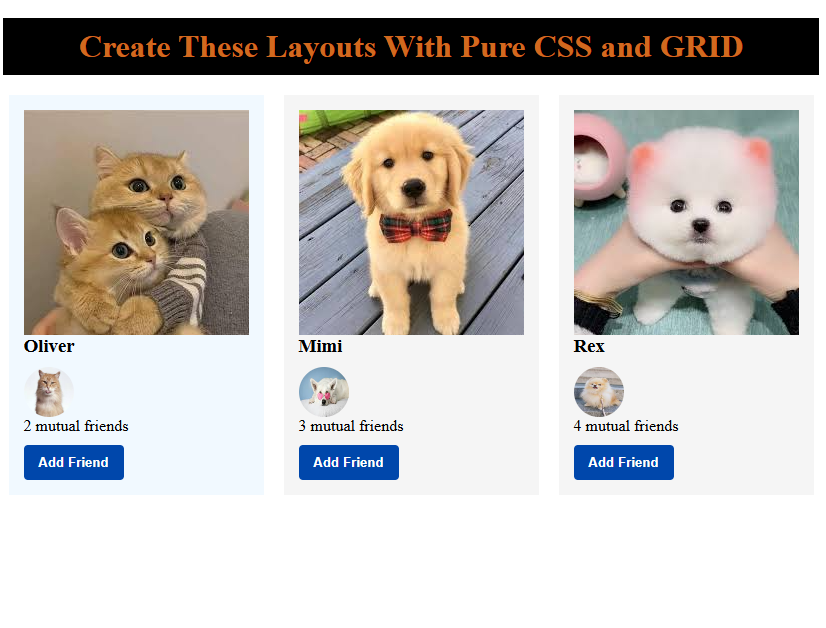 Create These Layouts With Pure CSS and GRID
Oliver
2 mutual friends
Add Friend
Mimi
3 mutual friends
Add Friend
Rex
4 mutual friends
Add Friend